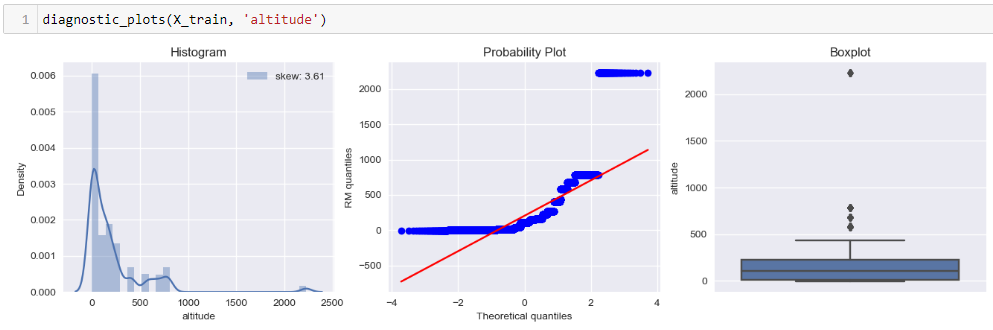 1 diagnostic_plots(X_train, 'altitude')
Histogram
skew: 3.61
0.006
0.005
0.004
0.003
0.002
0.001
0.000
Density
0 500 1000 1500 2000 2500
altitude
Probability Plot
2000
1500
1000
500
0
−500
RM quantiles
−4 −2 0 2 4
Theoretical quantiles
Boxplot
2000
1500
1000
500
0
altitude